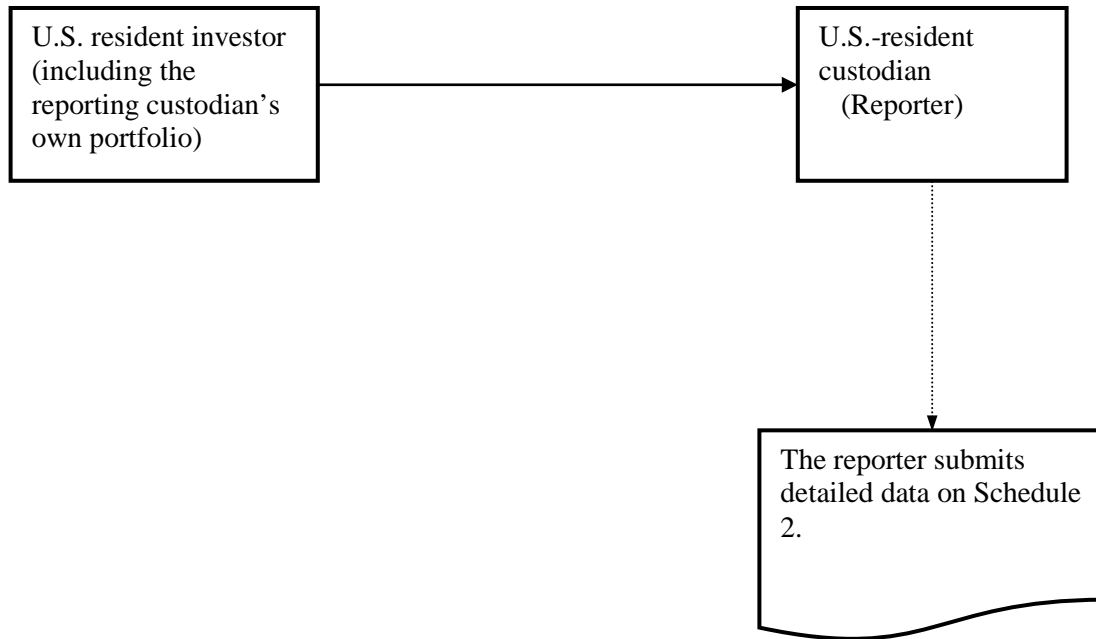 U.S. resident investor
(including the
reporting custodian’s
own portfolio)
U.S.-resident
custodian
(Reporter)
The reporter submits
detailed data on Schedule
2.